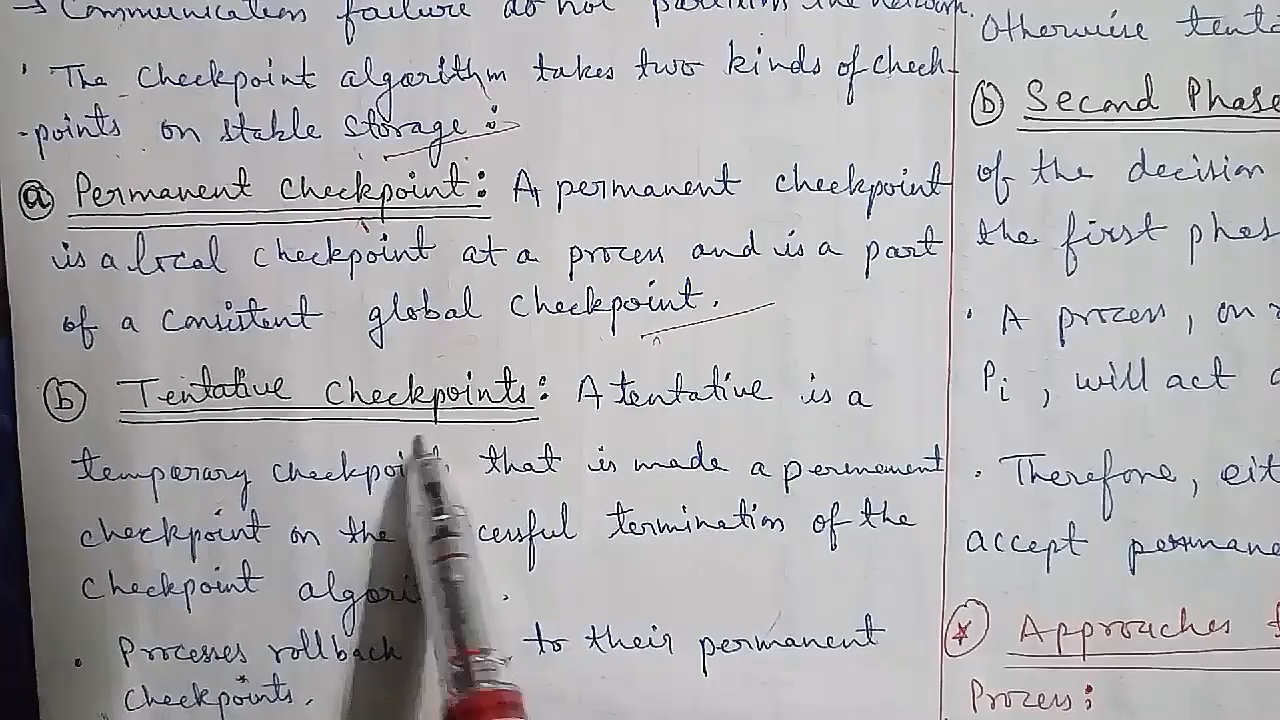 → Communication failure do not partition the network.
• The checkpoint algorithm takes two kinds of check-
-points on stable storage :
(a) Permanent Checkpoint: A permanent checkpoint
is a local checkpoint at a process and is a part
of a consistent global checkpoint.
(b) Tentative Checkpoints: A tentative is a
temperary checkpoi that is made a permement
checkpoint on the cessful termination of the
checkpoint algori .
• Processes rollback to their permanent
checkpoints.
Otherwise tenta
(b) Second Phase
of the decision
the first phas
• A process, on
Pi , will act
• Therefone, eit
accept permane
* Approaches
Process: